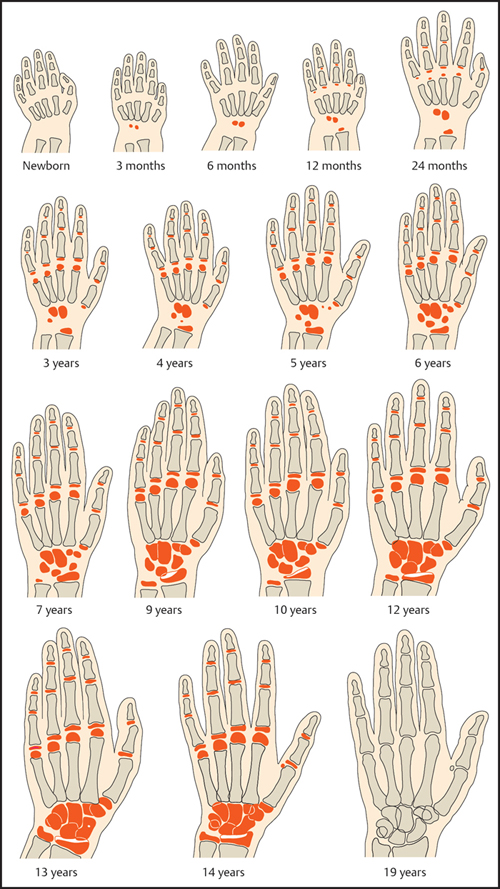 Newborn
3 months
6 months
12 months
24 months
3 years
4 years
5 years
6 years
7 years
9 years
10 years
12 years
13 years
14 years
19 years